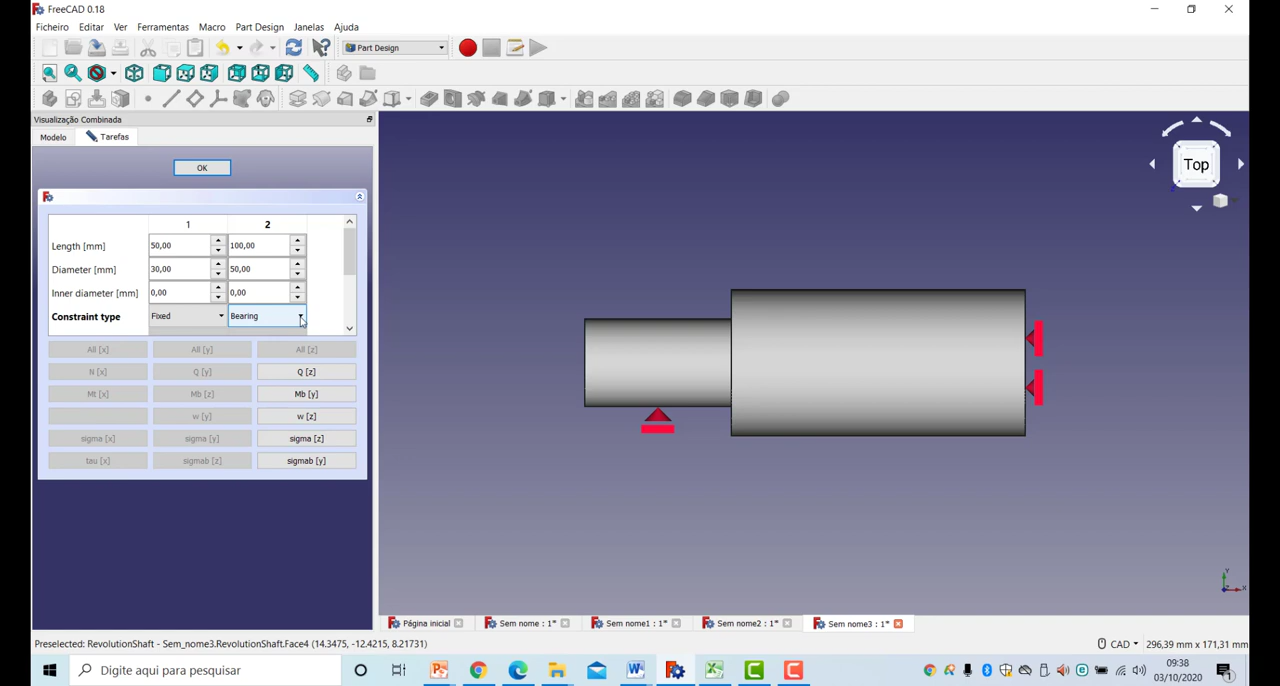 FreeCAD 0.18
Ficheiro Editar Ver Ferramentas Macro Part Design Janelas Ajuda
Part Design
Visualização Combinada
Modelo Tarefas
OK
1 2
Length [mm] 50,00 100,00
Diameter [mm] 30,00 50,00
Inner diameter [mm] 0,00 0,00
Constraint type Fixed Bearing
All [x] All [y] All [z]
N [x] Q [y] Q [z]
Mt [x] Mb [z] Mb [y]
w [y] w [z]
sigma [x] sigma [y] sigma [z]
tau [x] sigmab [z] sigmab [y]
Top
Y
X
Página inicial Sem nome : 1* Sem nome1 : 1* Sem nome2 : 1* Sem nome3 : 1*
Preselected: RevolutionShaft - Sem_nome3.RevolutionShaft.Face4 (14.3475, -12.4215, 8.21731) CAD 296,39 mm x 171,31 mm
Digite aqui para pesquisar
09:38
03/10/2020